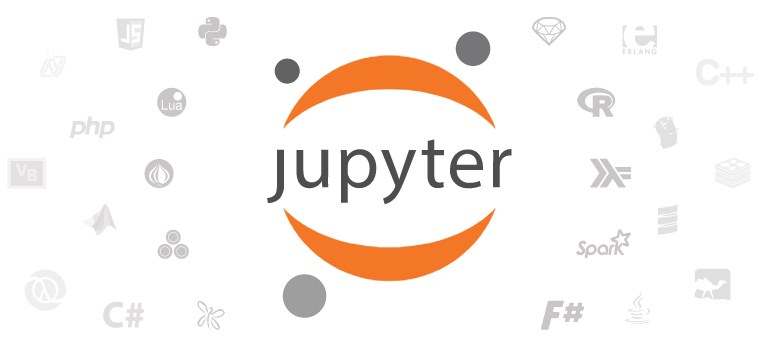 JS
ERLANG
C++
Lua
R
php
VB
jupyter
Spark
C#
F#